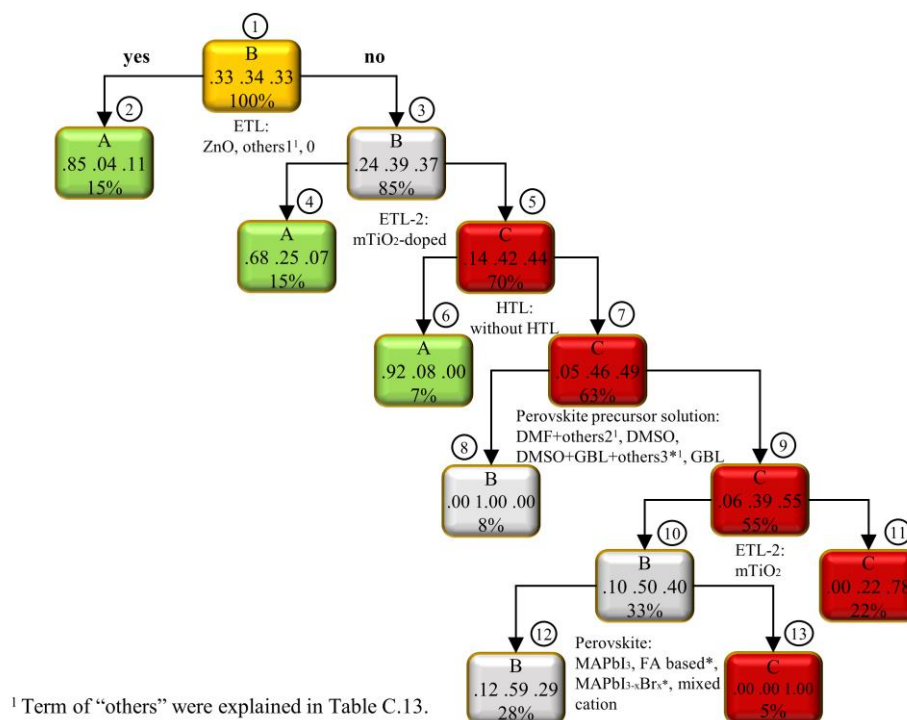 1
yes
no
B
.33 .34 .33
100%
2
3
ETL:
ZnO, others1¹, 0
A
.85 .04 .11
15%
B
.24 .39 .37
85%
4
5
ETL-2:
mTiO₂-doped
A
.68 .25 .07
15%
C
.14 .42 .44
70%
6
7
HTL:
without HTL
A
.92 .08 .00
7%
C
.05 .46 .49
63%
8
9
Perovskite precursor solution:
DMF+others2¹, DMSO,
DMSO+GBL+others3*¹, GBL
B
.00 1.00 .00
8%
C
.06 .39 .55
55%
10
11
ETL-2:
mTiO₂
B
.10 .50 .40
33%
C
.00 .22 .78
22%
12
13
Perovskite:
MAPbI₃, FA based*,
MAPbI₃₋ₓBrₓ*, mixed
cation
B
.12 .59 .29
28%
C
.00 .00 1.00
5%
¹ Term of “others” were explained in Table C.13.